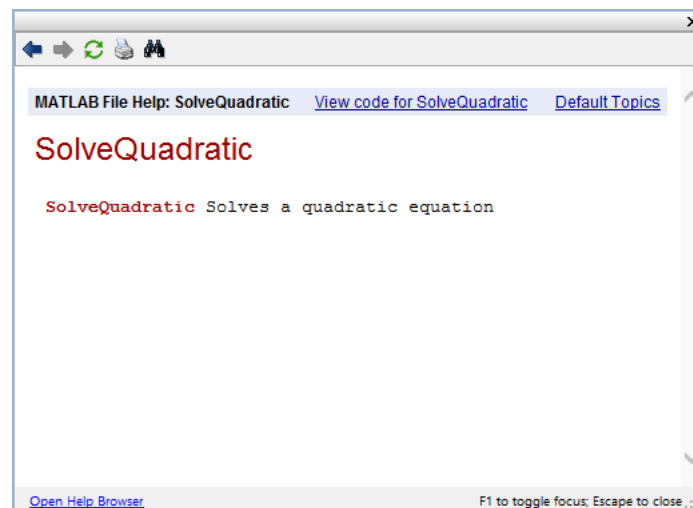 MATLAB File Help: SolveQuadratic View code for SolveQuadratic Default Topics
SolveQuadratic
SolveQuadratic Solves a quadratic equation
Open Help Browser F1 to toggle focus; Escape to close